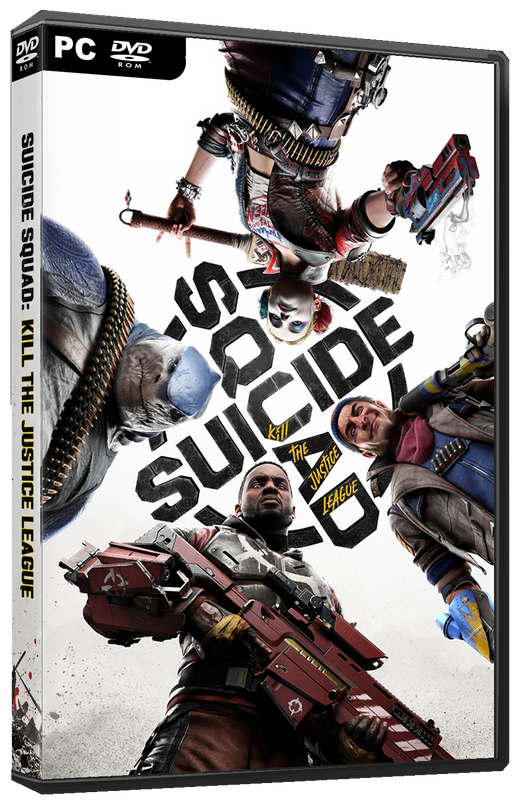 DVD
ROM
PC DVD
ROM
SUICIDE SQUAD: KILL THE JUSTICE LEAGUE
SUICIDE
SQUAD
Kill
THE
JUSTICE
LEAGUE